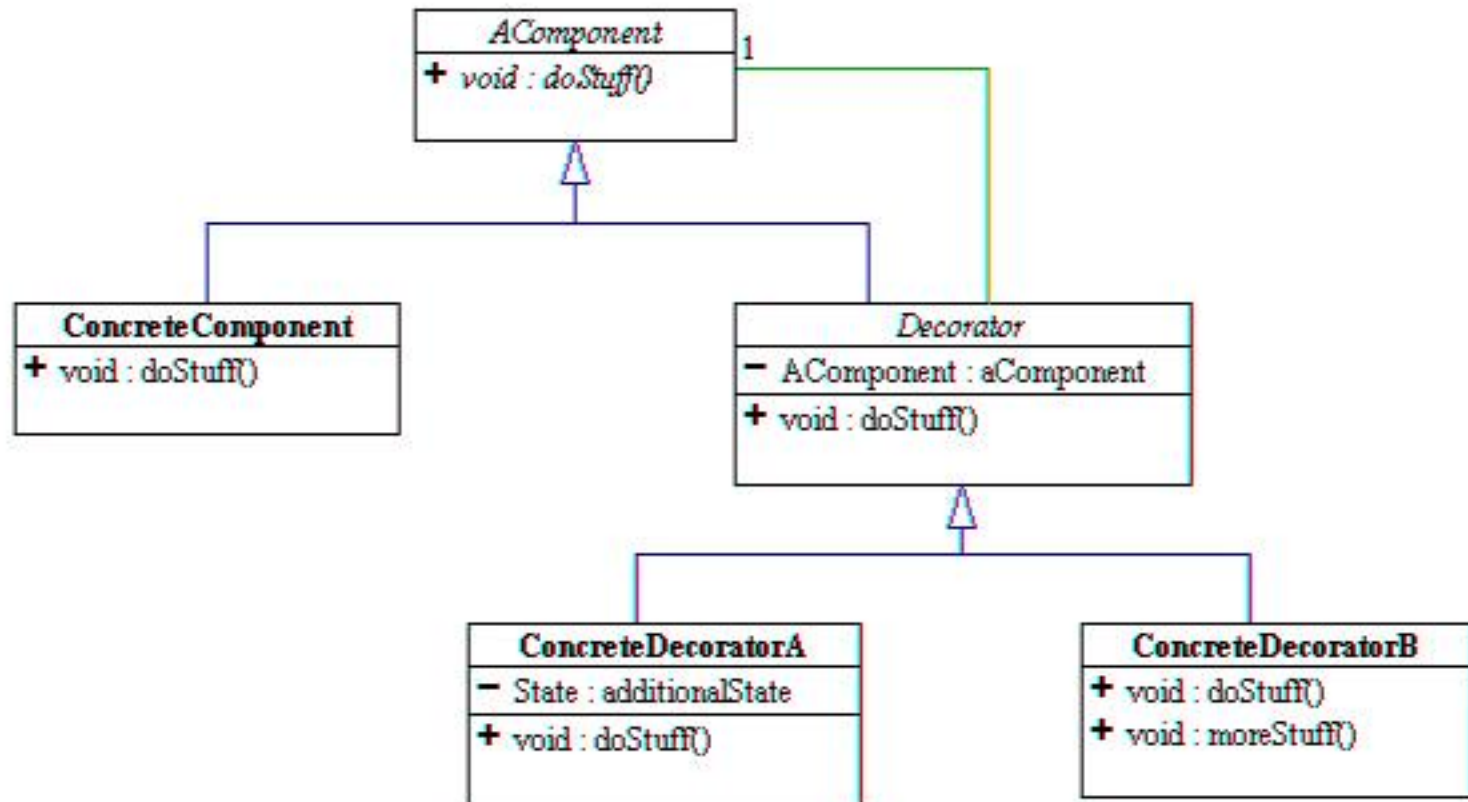 AComponent
1
+ void : doStuff()
ConcreteComponent
+ void : doStuff()
Decorator
- AComponent : aComponent
+ void : doStuff()
ConcreteDecoratorA
- State : additionalState
+ void : doStuff()
ConcreteDecoratorB
+ void : doStuff()
+ void : moreStuff()